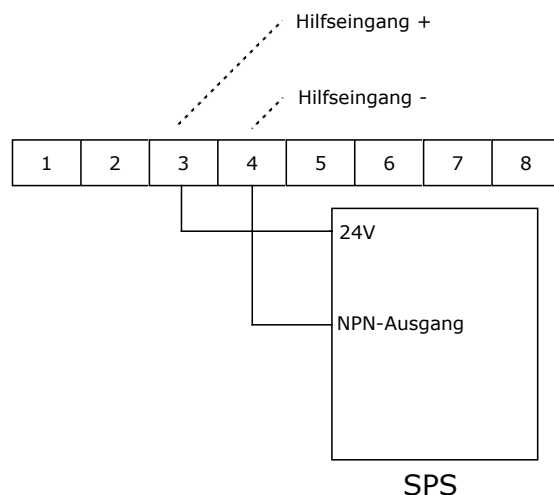 Hilfseingang +
Hilfseingang -
1 2 3 4 5 6 7 8
24V
NPN-Ausgang
SPS